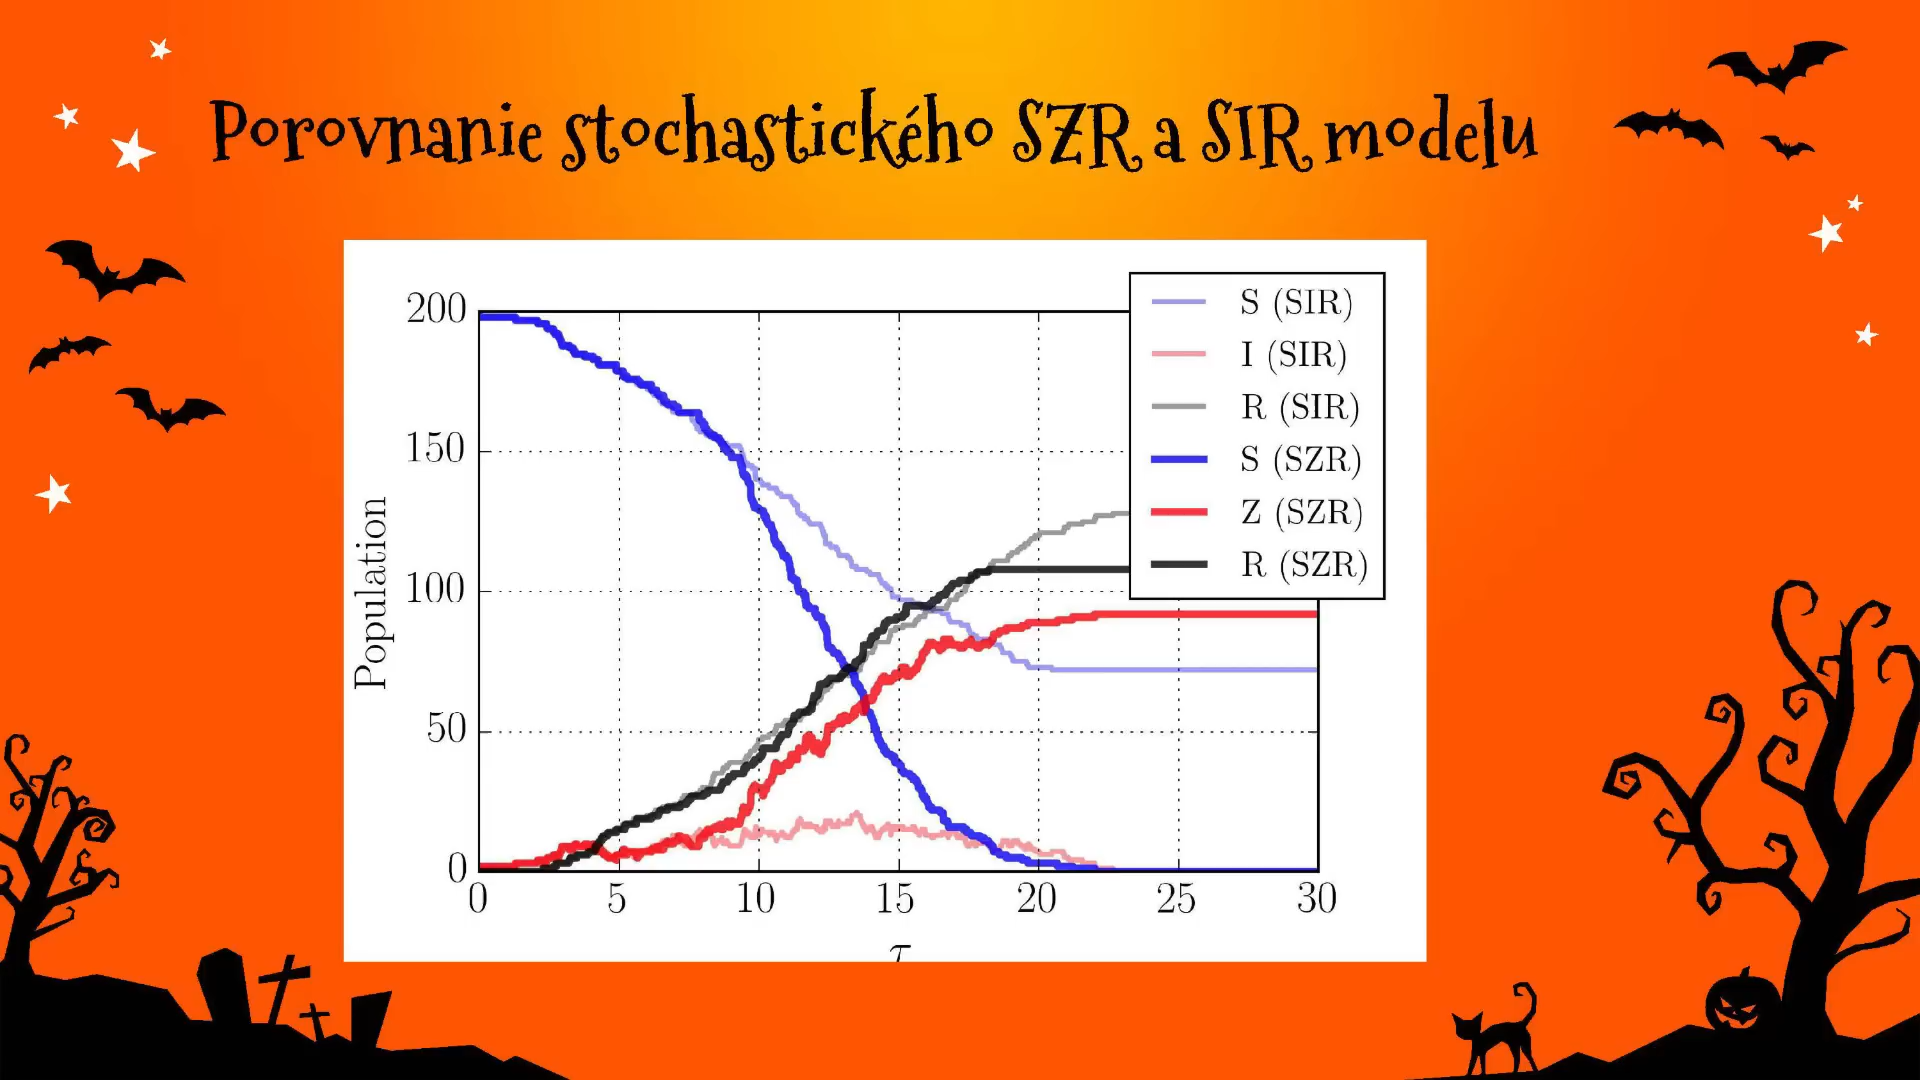 Porovnanie stochastického SZR a SIR modelu
S (SIR)
I (SIR)
R (SIR)
S (SZR)
Z (SZR)
R (SZR)
Population
200
150
100
50
0
0 5 10 15 20 25 30
τ